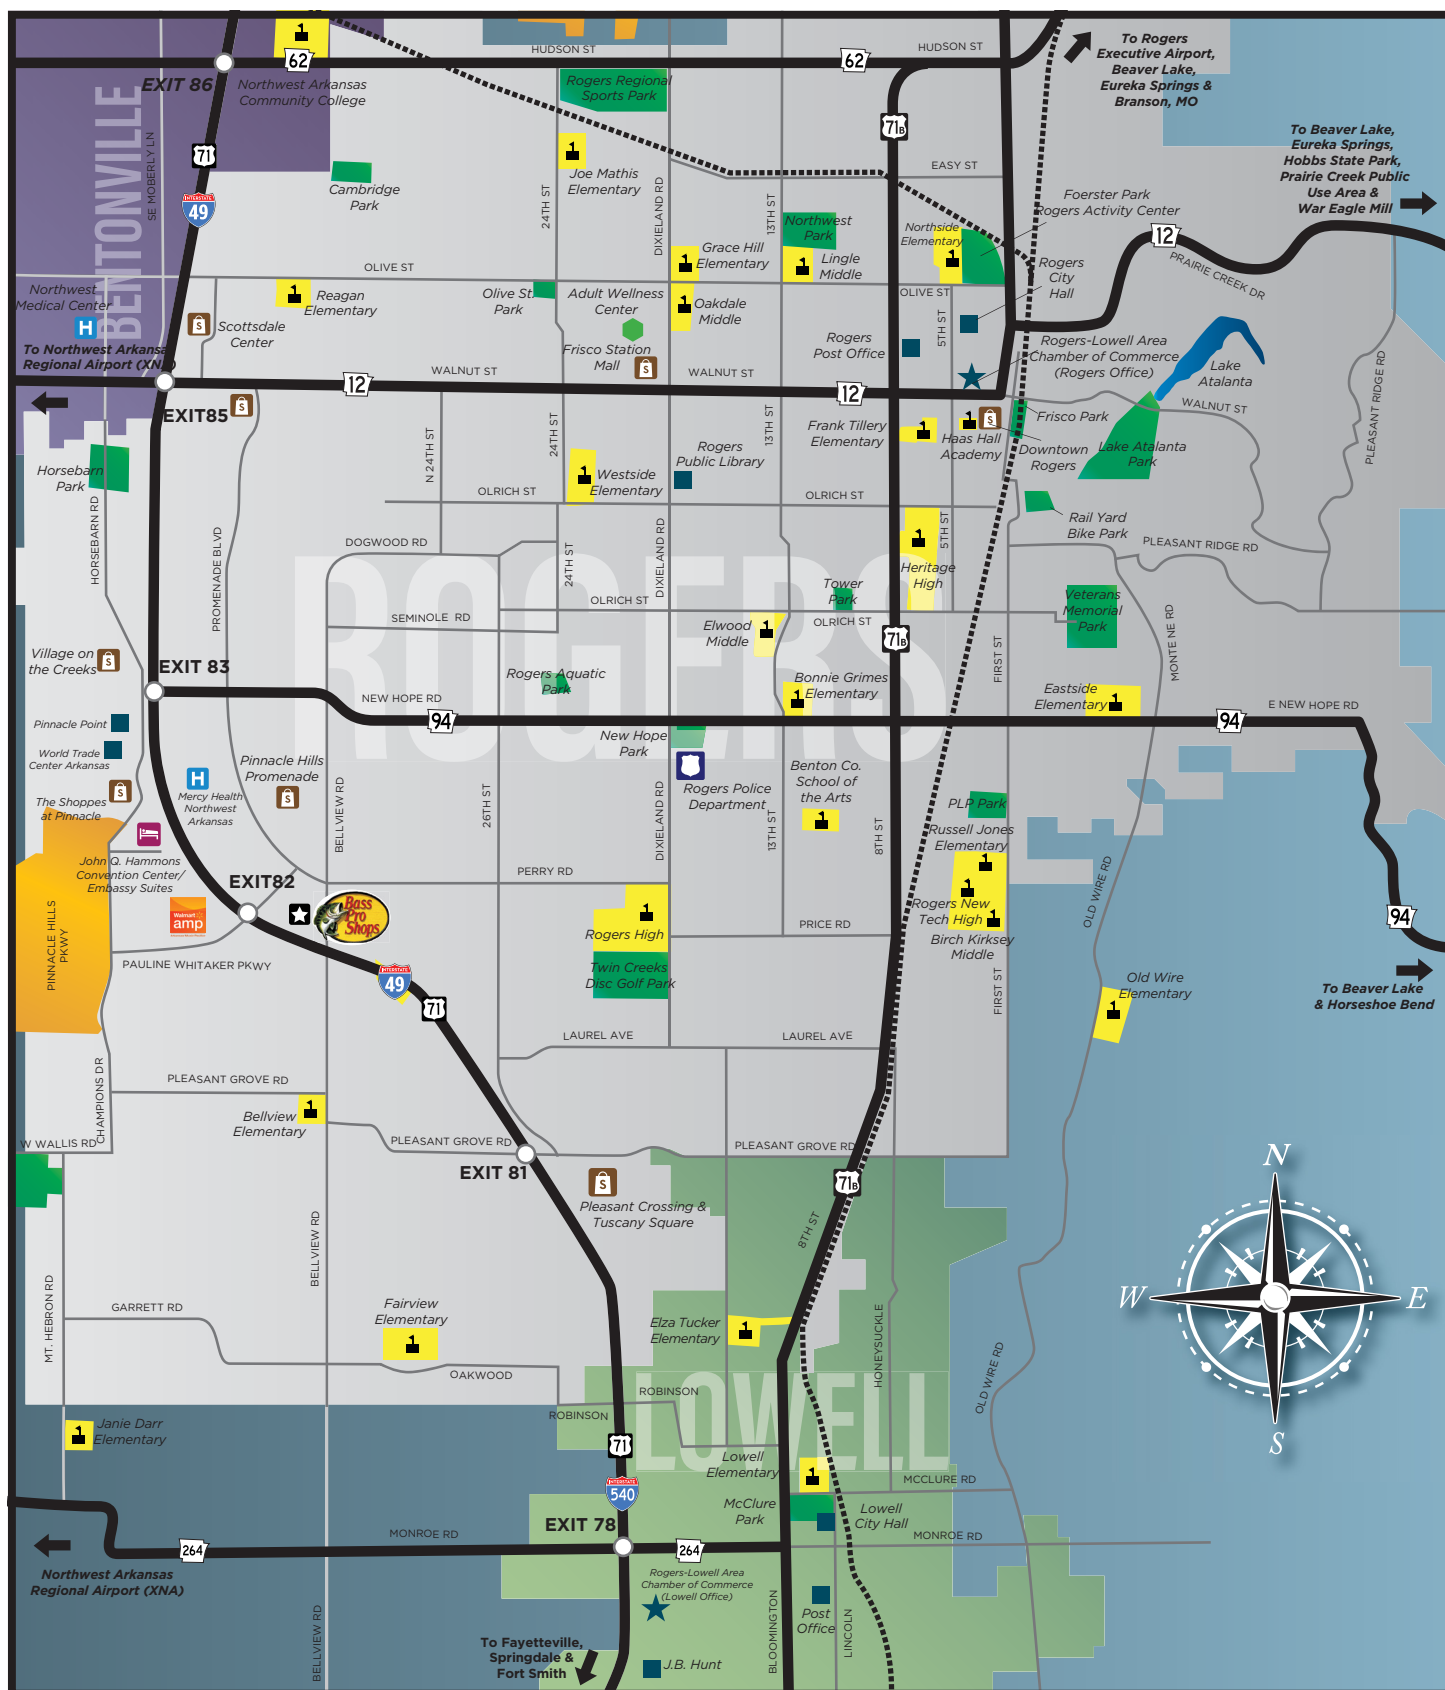 HUDSON ST
HUDSON ST
62
62
EXIT 86
Northwest Arkansas
Community College
Rogers Regional
Sports Park
To Rogers
Executive Airport,
Beaver Lake,
Eureka Springs &
Branson, MO
BENTONVILLE
SE MOBERLY LN
71
INTERSTATE
49
71B
EASY ST
To Beaver Lake,
Eureka Springs,
Hobbs State Park,
Prairie Creek Public
Use Area &
War Eagle Mill
Joe Mathis
Elementary
Cambridge
Park
24TH ST
DIXIELAND RD
13TH ST
Foerster Park
Rogers Activity Center
Northwest
Park
Northside
Elementary
12
PRAIRIE CREEK DR
Grace Hill
Elementary
Lingle
Middle
Rogers
City
Hall
OLIVE ST
OLIVE ST
Northwest
Medical Center
H
Reagan
Elementary
Olive St.
Park
Adult Wellness
Center
Oakdale
Middle
S
Scottsdale
Center
5TH ST
Rogers
Post Office
Rogers-Lowell Area
Chamber of Commerce
(Rogers Office)
Lake
Atalanta
To Northwest Arkansas
Regional Airport (XNA)
Frisco Station
Mall
S
WALNUT ST
WALNUT ST
12
12
WALNUT ST
PLEASANT RIDGE RD
EXIT85
S
Frank Tillery
Elementary
Haas Hall
Academy
S
Frisco Park
Downtown
Rogers
Lake Atalanta
Park
Horsebarn
Park
N 24TH ST
24TH ST
13TH ST
Rogers
Public Library
Westside
Elementary
OLRICH ST
OLRICH ST
HORSEBARN RD
PROMENADE BLVD
DOGWOOD RD
24TH ST
DIXIELAND RD
5TH ST
Rail Yard
Bike Park
PLEASANT RIDGE RD
Heritage
High
ROGERS
OLRICH ST
Tower
Park
OLRICH ST
Veterans
Memorial
Park
SEMINOLE RD
Elwood
Middle
71B
FIRST ST
MONTE NE RD
Village on
the Creeks
S
EXIT 83
Rogers Aquatic
Park
Bonnie Grimes
Elementary
Eastside
Elementary
NEW HOPE RD
94
94
E NEW HOPE RD
Pinnacle Point
World Trade
Center Arkansas
New Hope
Park
H
Mercy Health
Northwest
Arkansas
Pinnacle Hills
Promenade
S
Rogers Police
Department
Benton Co.
School of
the Arts
The Shoppes
at Pinnacle
S
BELLVIEW RD
26TH ST
DIXIELAND RD
13TH ST
8TH ST
PLP Park
Russell Jones
Elementary
John Q. Hammons
Convention Center/
Embassy Suites
PERRY RD
EXIT82
OLD WIRE RD
PINNACLE HILLS
PKWY
Walmart
amp
Bass
Pro
Shops
Rogers High
PRICE RD
Rogers New
Tech High
Birch Kirksey
Middle
94
PAULINE WHITAKER PKWY
Twin Creeks
Disc Golf Park
INTERSTATE
49
71
FIRST ST
Old Wire
Elementary
To Beaver Lake
& Horseshoe Bend
LAUREL AVE
LAUREL AVE
CHAMPIONS DR
PLEASANT GROVE RD
Bellview
Elementary
W WALLIS RD
PLEASANT GROVE RD
PLEASANT GROVE RD
EXIT 81
S
Pleasant Crossing &
Tuscany Square
71B
8TH ST
N
W
E
S
MT. HEBRON RD
BELLVIEW RD
GARRETT RD
Fairview
Elementary
OAKWOOD
Elza Tucker
Elementary
HONEYSUCKLE
OLD WIRE RD
ROBINSON
ROBINSON
LOWELL
Janie Darr
Elementary
71
INTERSTATE
540
Lowell
Elementary
MCCLURE RD
McClure
Park
Lowell
City Hall
EXIT 78
MONROE RD
MONROE RD
264
264
Northwest Arkansas
Regional Airport (XNA)
Rogers-Lowell Area
Chamber of Commerce
(Lowell Office)
BELLVIEW RD
BLOOMINGTON
Post
Office
LINCOLN
To Fayetteville,
Springdale &
Fort Smith
J.B. Hunt